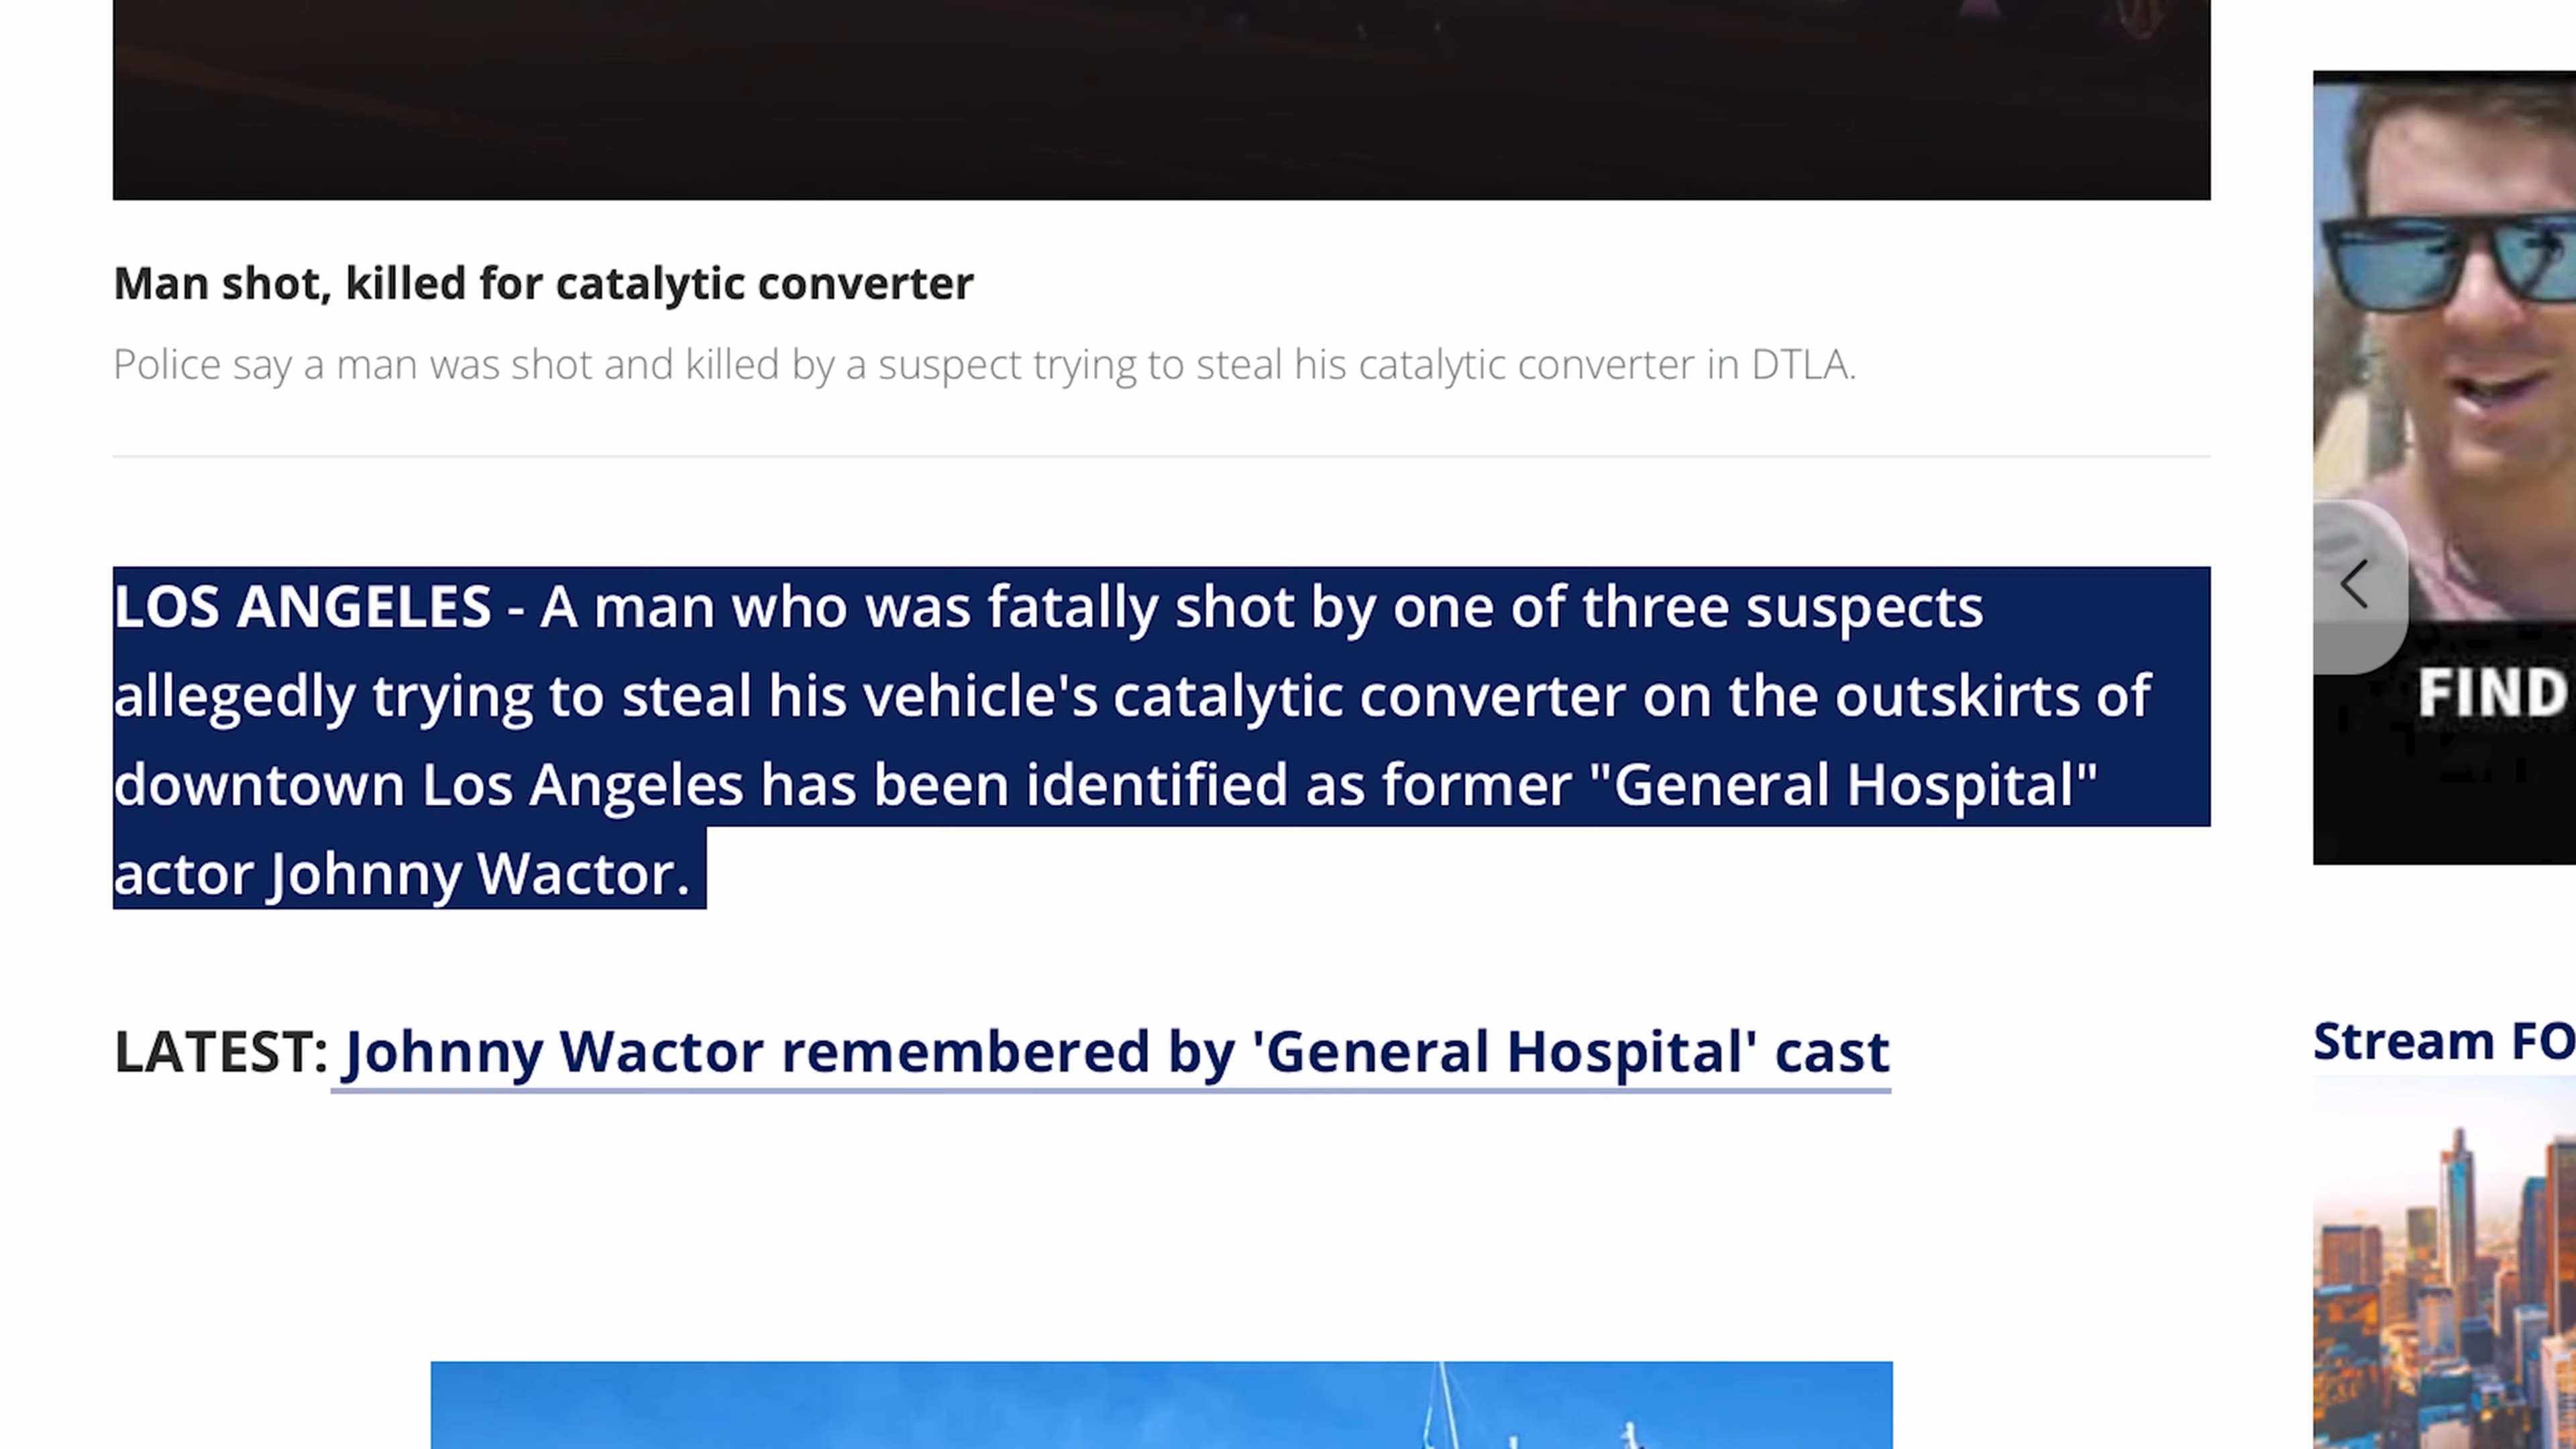 Man shot, killed for catalytic converter
Police say a man was shot and killed by a suspect trying to steal his catalytic converter in DTLA.
LOS ANGELES - A man who was fatally shot by one of three suspects
allegedly trying to steal his vehicle's catalytic converter on the outskirts of
downtown Los Angeles has been identified as former "General Hospital"
actor Johnny Wactor.
LATEST: Johnny Wactor remembered by 'General Hospital' cast
FIND
Stream FO